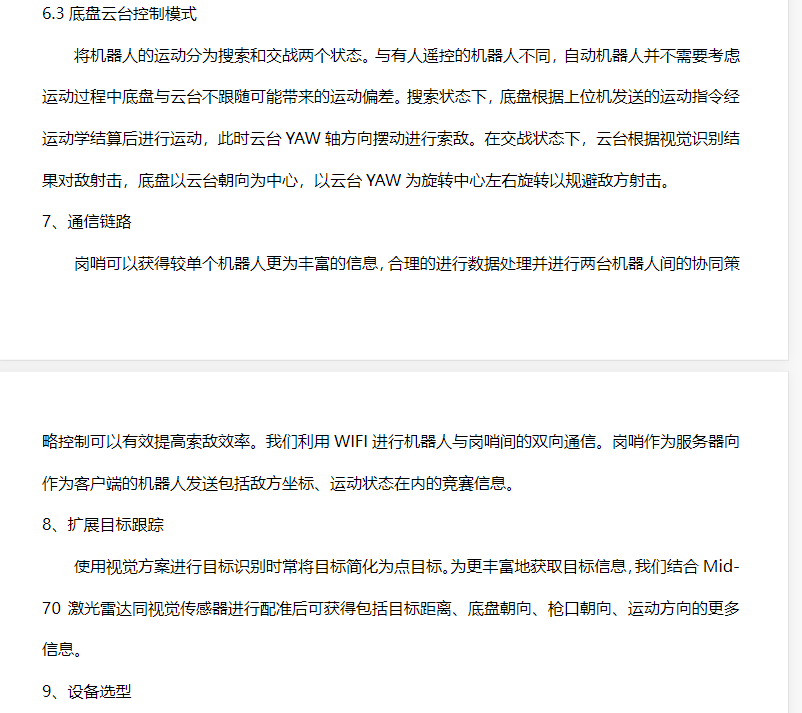 6.3 底盘云台控制模式
将机器人的运动分为搜索和交战两个状态。与有人遥控的机器人不同，自动机器人并不需要考虑
运动过程中底盘与云台不跟随可能带来的运动偏差。搜索状态下，底盘根据上位机发送的运动指令经
运动学结算后进行运动，此时云台 YAW 轴方向摆动进行索敌。在交战状态下，云台根据视觉识别结
果对敌射击，底盘以云台朝向为中心，以云台 YAW 为旋转中心左右旋转以规避敌方射击。
7、通信链路
岗哨可以获得较单个机器人更为丰富的信息，合理的进行数据处理并进行两台机器人间的协同策
略控制可以有效提高索敌效率。我们利用 WIFI 进行机器人与岗哨间的双向通信。岗哨作为服务器向
作为客户端的机器人发送包括敌方坐标、运动状态在内的竞赛信息。
8、扩展目标跟踪
使用视觉方案进行目标识别时常将目标简化为点目标。为更丰富地获取目标信息，我们结合 Mid-
70 激光雷达同视觉传感器进行配准后可获得包括目标距离、底盘朝向、枪口朝向、运动方向的更多
信息。
9、设备选型